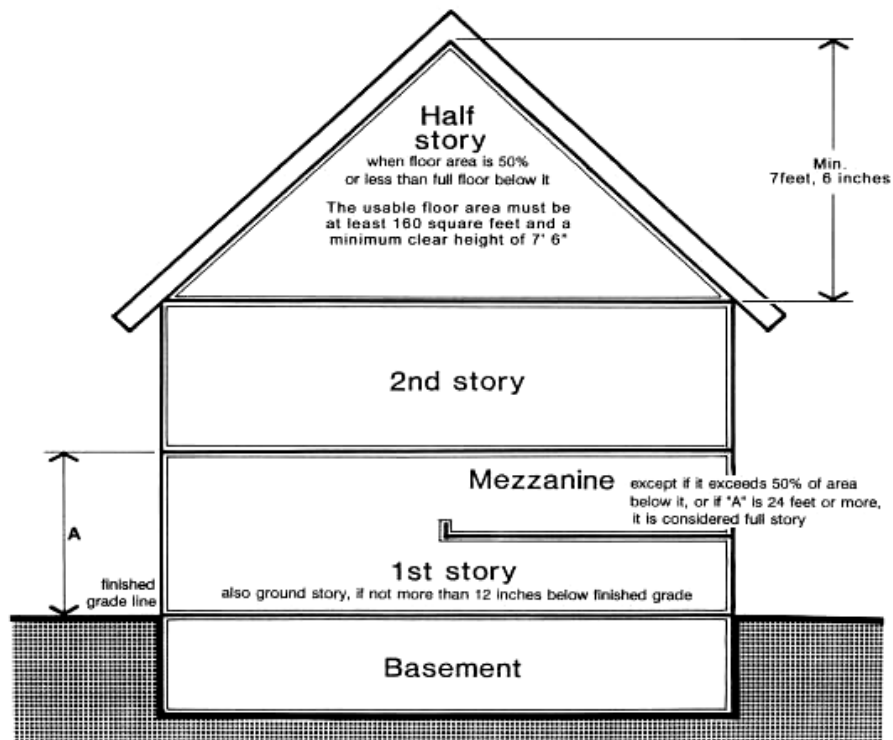 Half
story
when floor area is 50%
or less than full floor below it
The usable floor area must be
at least 160 square feet and a
minimum clear height of 7' 6"
Min.
7feet, 6 inches
2nd story
Mezzanine
except if it exceeds 50% of area
below it, or if "A" is 24 feet or more,
it is considered full story
A
1st story
also ground story, if not more than 12 inches below finished grade
finished
grade line
Basement